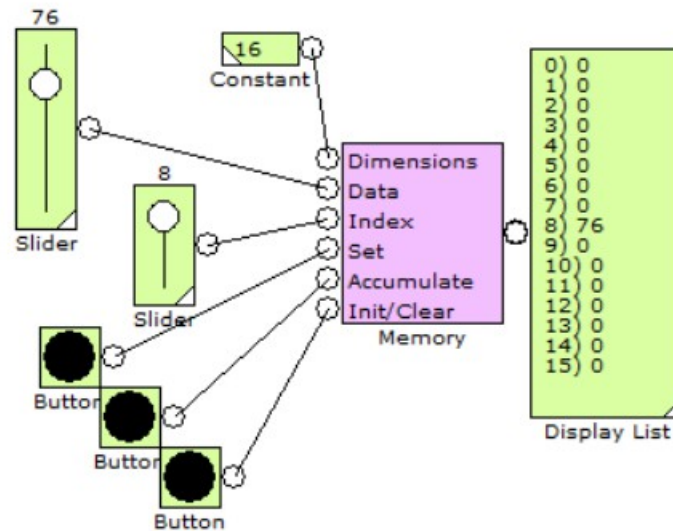 76
Slider
16
Constant
8
Slider
Dimensions
Data
Index
Set
Accumulate
Init/Clear
Memory
Button
Button
Button
0) 0
1) 0
2) 0
3) 0
4) 0
5) 0
6) 0
7) 0
8) 76
9) 0
10) 0
11) 0
12) 0
13) 0
14) 0
15) 0
Display List